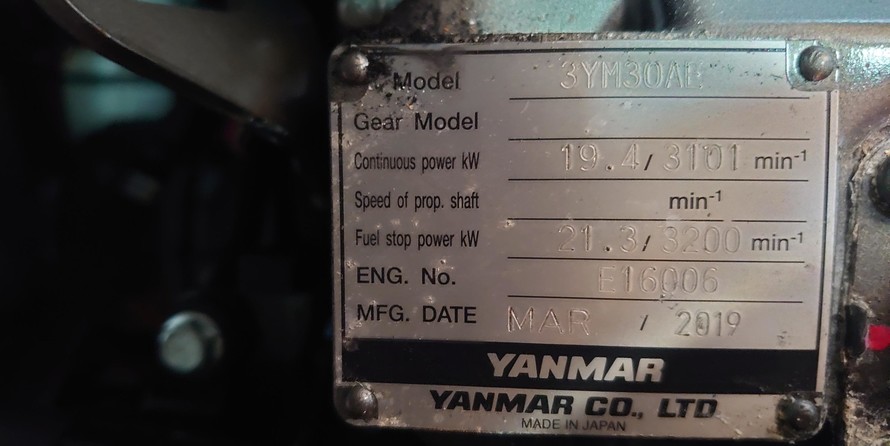 Model 3YM30AE
Gear Model
Continuous power kW 19.4/3101 min-1
Speed of prop. shaft min-1
Fuel stop power kW 21.3/3200 min-1
ENG. No. E16006
MFG. DATE MAR / 2019
YANMAR
YANMAR CO., LTD
MADE IN JAPAN